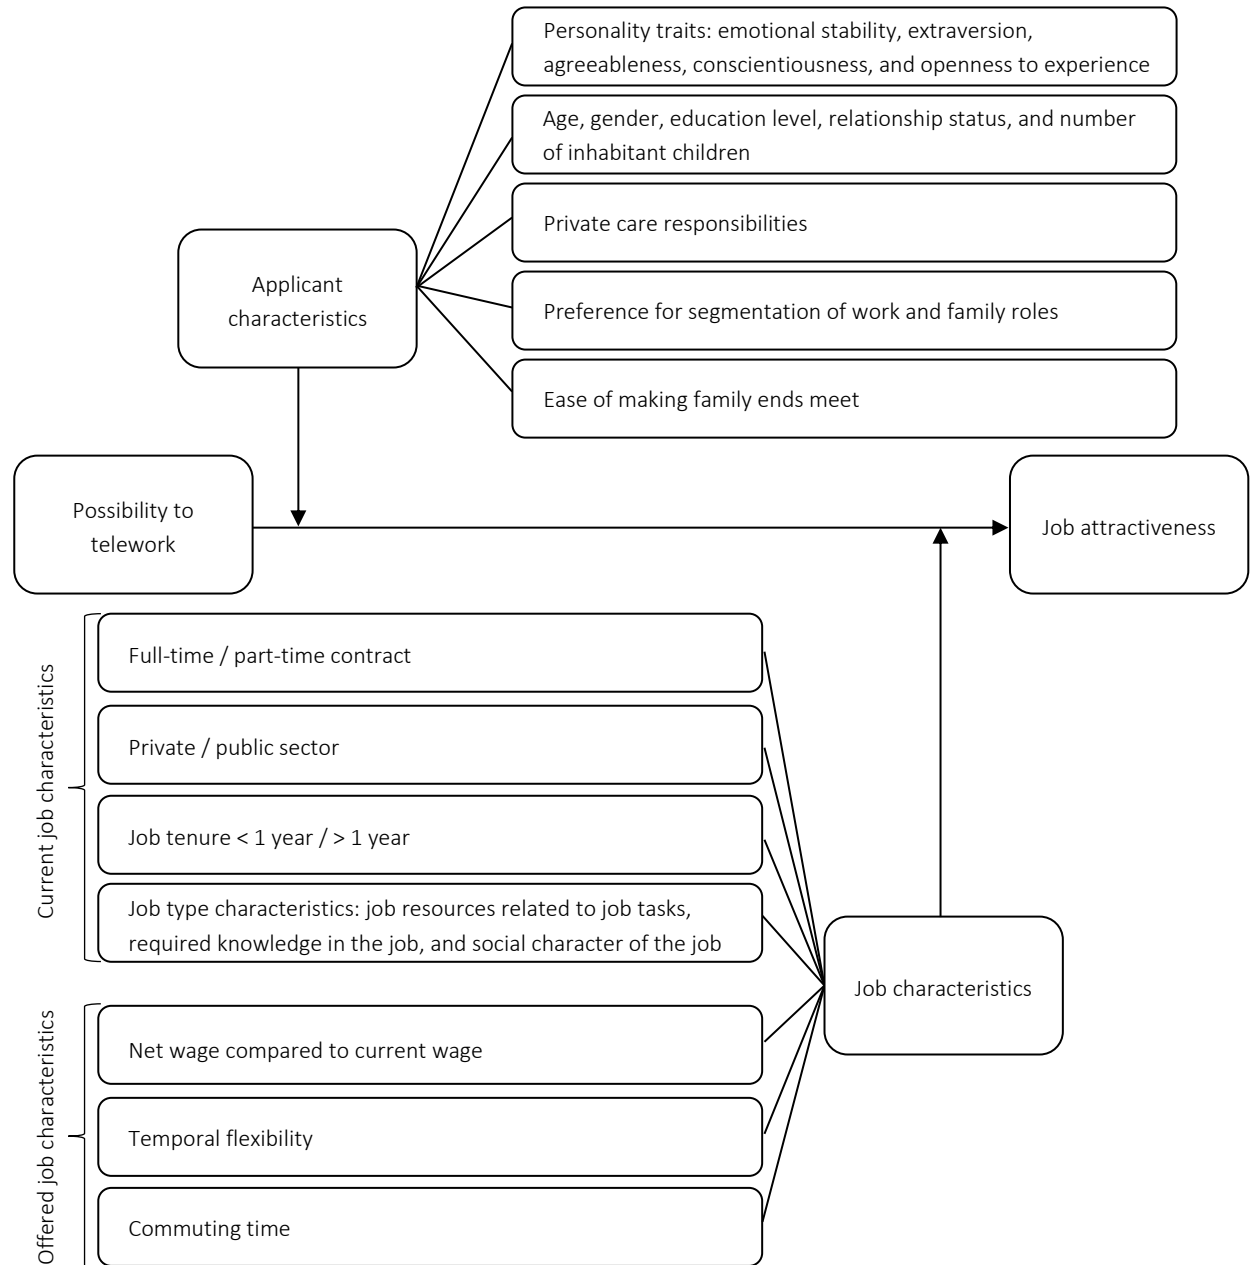 Personality traits: emotional stability, extraversion,
agreeableness, conscientiousness, and openness to experience
Age, gender, education level, relationship status, and number
of inhabitant children
Private care responsibilities
Applicant
characteristics
Preference for segmentation of work and family roles
Ease of making family ends meet
Possibility to
telework
Job attractiveness
Current job characteristics
Full-time / part-time contract
Private / public sector
Job tenure < 1 year / > 1 year
Job type characteristics: job resources related to job tasks,
required knowledge in the job, and social character of the job
Job characteristics
Offered job characteristics
Net wage compared to current wage
Temporal flexibility
Commuting time